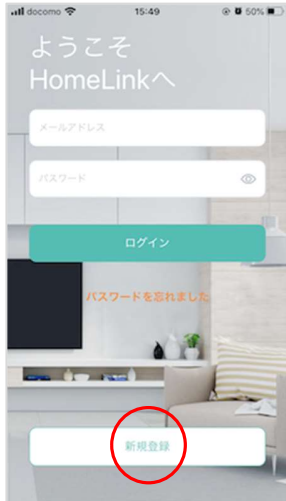 docomo 15:49 50%
ようこそ
HomeLinkへ
メールアドレス
パスワード
ログイン
パスワードを忘れました
新規登録